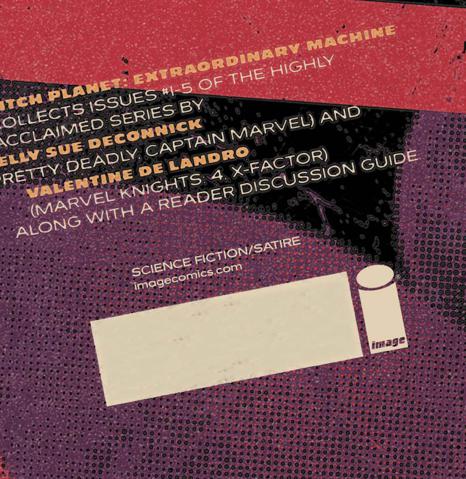 ITCH PLANET: EXTRAORDINARY MACHINE
COLLECTS ISSUES #1-5 OF THE HIGHLY
ACCLAIMED SERIES BY
ELLY SUE DECONNICK
PRETTY DEADLY, CAPTAIN MARVEL) AND
VALENTINE DE LANDRO
(MARVEL KNIGHTS 4, X-FACTOR)
ALONG WITH A READER DISCUSSION GUIDE
SCIENCE FICTION/SATIRE
imagecomics.com
image